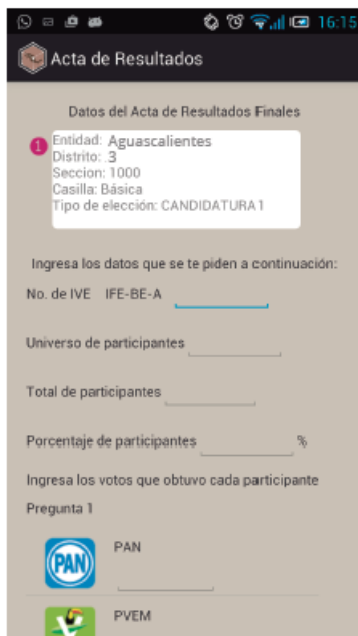 16:15
Acta de Resultados
Datos del Acta de Resultados Finales
1
Entidad: Aguascalientes
Distrito: 3
Seccion: 1000
Casilla: Básica
Tipo de elección: CANDIDATURA1
Ingresa los datos que se te piden a continuación:
No. de IVE IFE-BE-A
Universo de participantes
Total de participantes
Porcentaje de participantes %
Ingresa los votos que obtuvo cada participante
Pregunta 1
PAN
PAN
PVEM